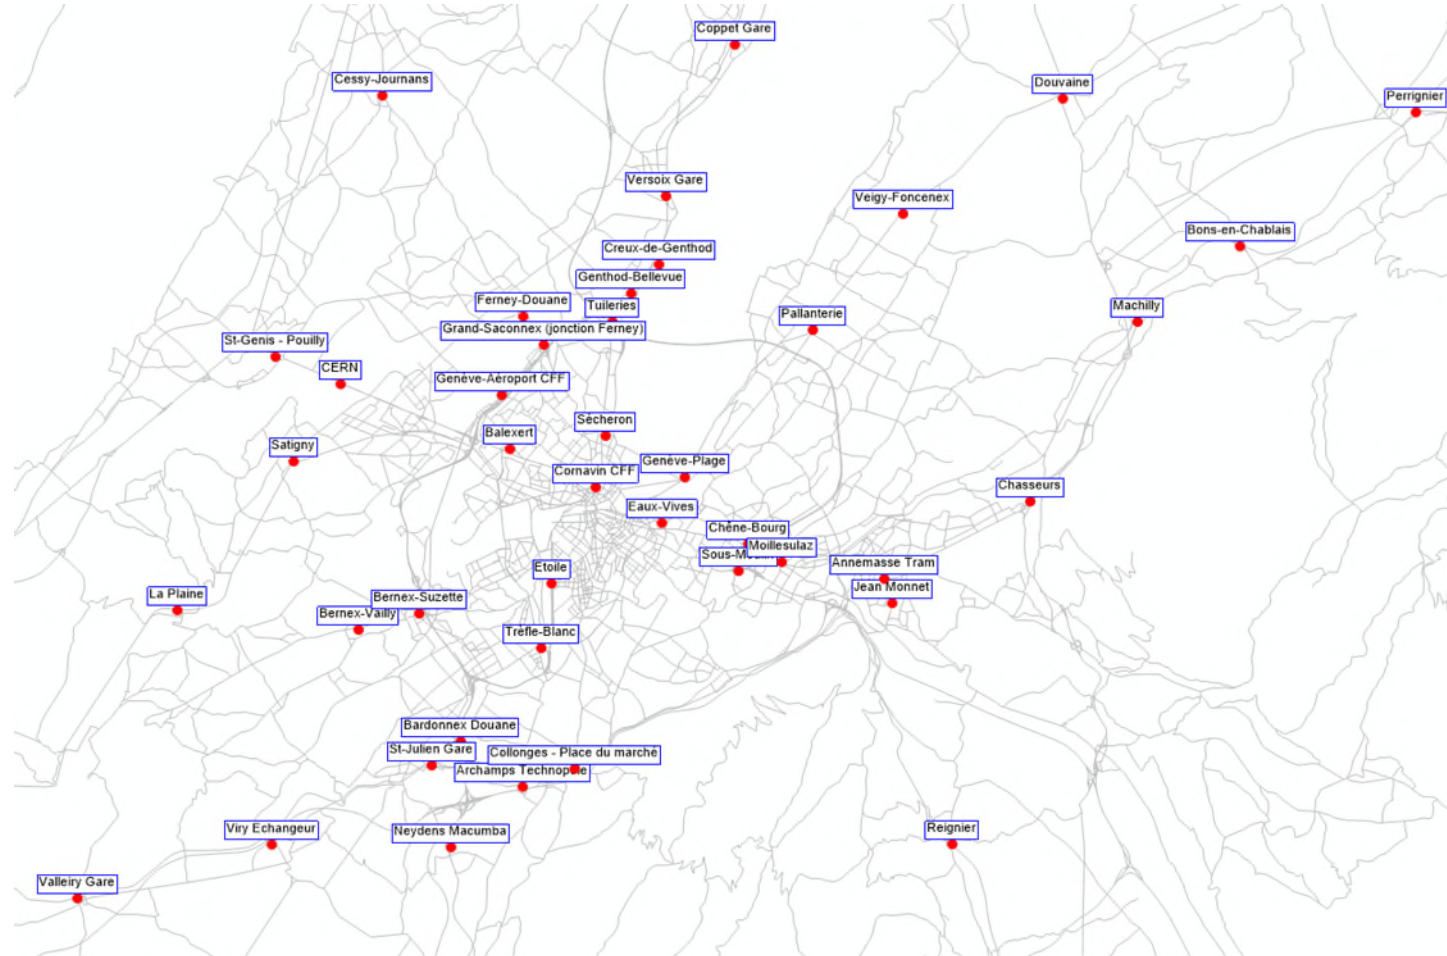 Coppet Gare
Cessy-Journans
Douvaine
Perrignier
Versoix Gare
Veigy-Foncenex
Bons-en-Chablais
Creux-de-Genthod
Genthod-Bellevue
Ferney-Douane
Tuileries
Machilly
Pallanterie
Grand-Saconnex (jonction Ferney)
St-Genis - Pouilly
CERN
Genève-Aéroport CFF
Sècheron
Balexert
Satigny
Genève-Plage
Cornavin CFF
Chasseurs
Eaux-Vives
Chêne-Bourg
Moillesulaz
Annemasse Tram
Etoile
Jean Monnet
La Plaine
Bernex-Suzette
Bernex-Vailly
Trèfle-Blanc
Bardonnex Douane
St-Julien Gare
Collonges - Place du marché
Archamps
Viry Echangeur
Neydens Macumba
Reignier
Valleiry Gare